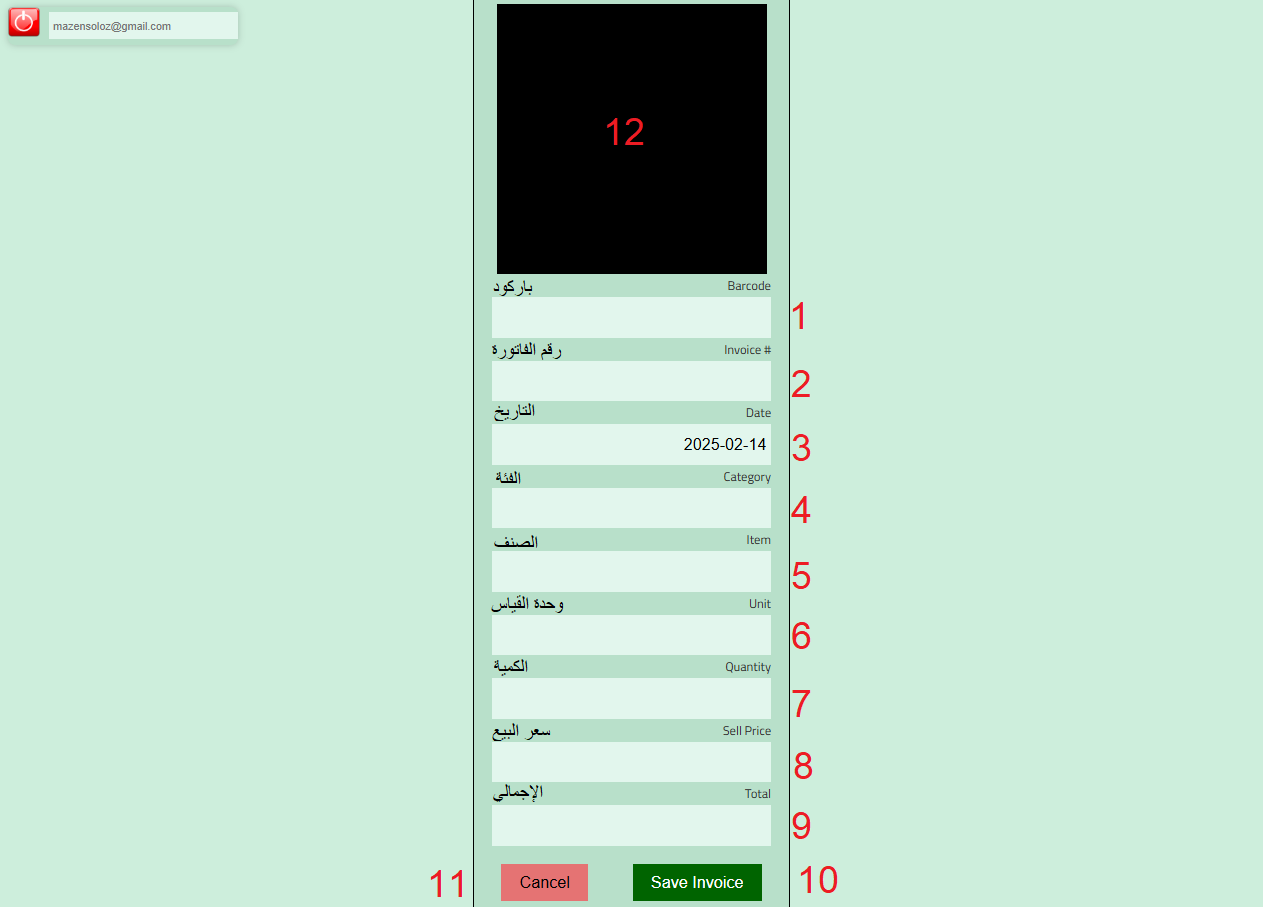 mazensoloz@gmail.com
12
باركود Barcode
1
رقم الفاتورة Invoice #
2
التاريخ Date
2025-02-14
3
الفئة Category
4
الصنف Item
5
وحدة القياس Unit
6
الكمية Quantity
7
سعر البيع Sell Price
8
الإجمالي Total
9
11 Cancel Save Invoice 10